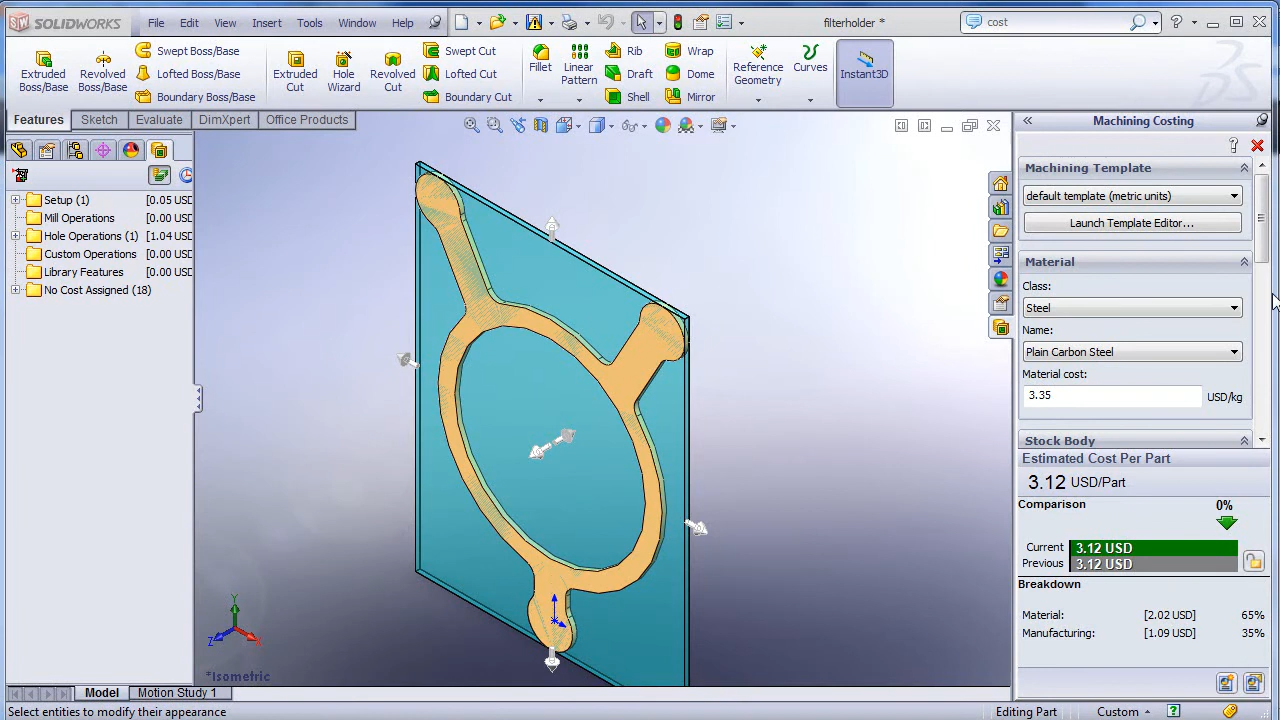 SOLIDWORKS File Edit View Insert Tools Window Help filterholder * cost
Extruded Boss/Base
Revolved Boss/Base
Swept Boss/Base
Lofted Boss/Base
Boundary Boss/Base
Extruded Cut
Hole Wizard
Revolved Cut
Swept Cut
Lofted Cut
Boundary Cut
Fillet
Linear Pattern
Rib
Draft
Shell
Wrap
Dome
Mirror
Reference Geometry
Curves
Instant3D
Features Sketch Evaluate DimXpert Office Products
Setup (1) [0.05 USD
Mill Operations [0.00 USD
Hole Operations (1) [1.04 USD
Custom Operations [0.00 USD
Library Features [0.00 USD
No Cost Assigned (18)
Y
Z X
*Isometric
Machining Costing
Machining Template
default template (metric units)
Launch Template Editor...
Material
Class:
Steel
Name:
Plain Carbon Steel
Material cost:
3.35 USD/kg
Stock Body
Estimated Cost Per Part
3.12 USD/Part
Comparison 0%
Current 3.12 USD
Previous 3.12 USD
Breakdown
Material: [2.02 USD] 65%
Manufacturing: [1.09 USD] 35%
Model Motion Study 1
Select entities to modify their appearance Editing Part Custom